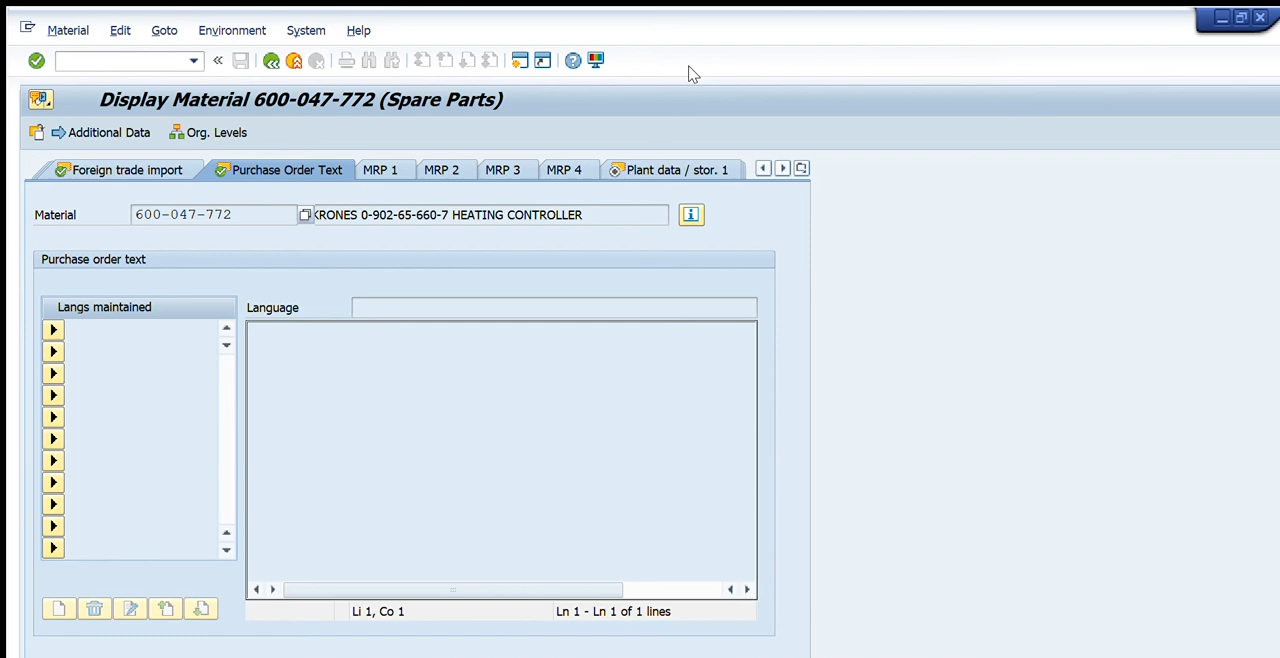 Material Edit Goto Environment System Help
Display Material 600-047-772 (Spare Parts)
Additional Data Org. Levels
Foreign trade import Purchase Order Text MRP 1 MRP 2 MRP 3 MRP 4 Plant data / stor. 1
Material 600-047-772 KRONES 0-902-65-660-7 HEATING CONTROLLER
Purchase order text
Langs maintained Language
Li 1, Co 1 Ln 1 - Ln 1 of 1 lines